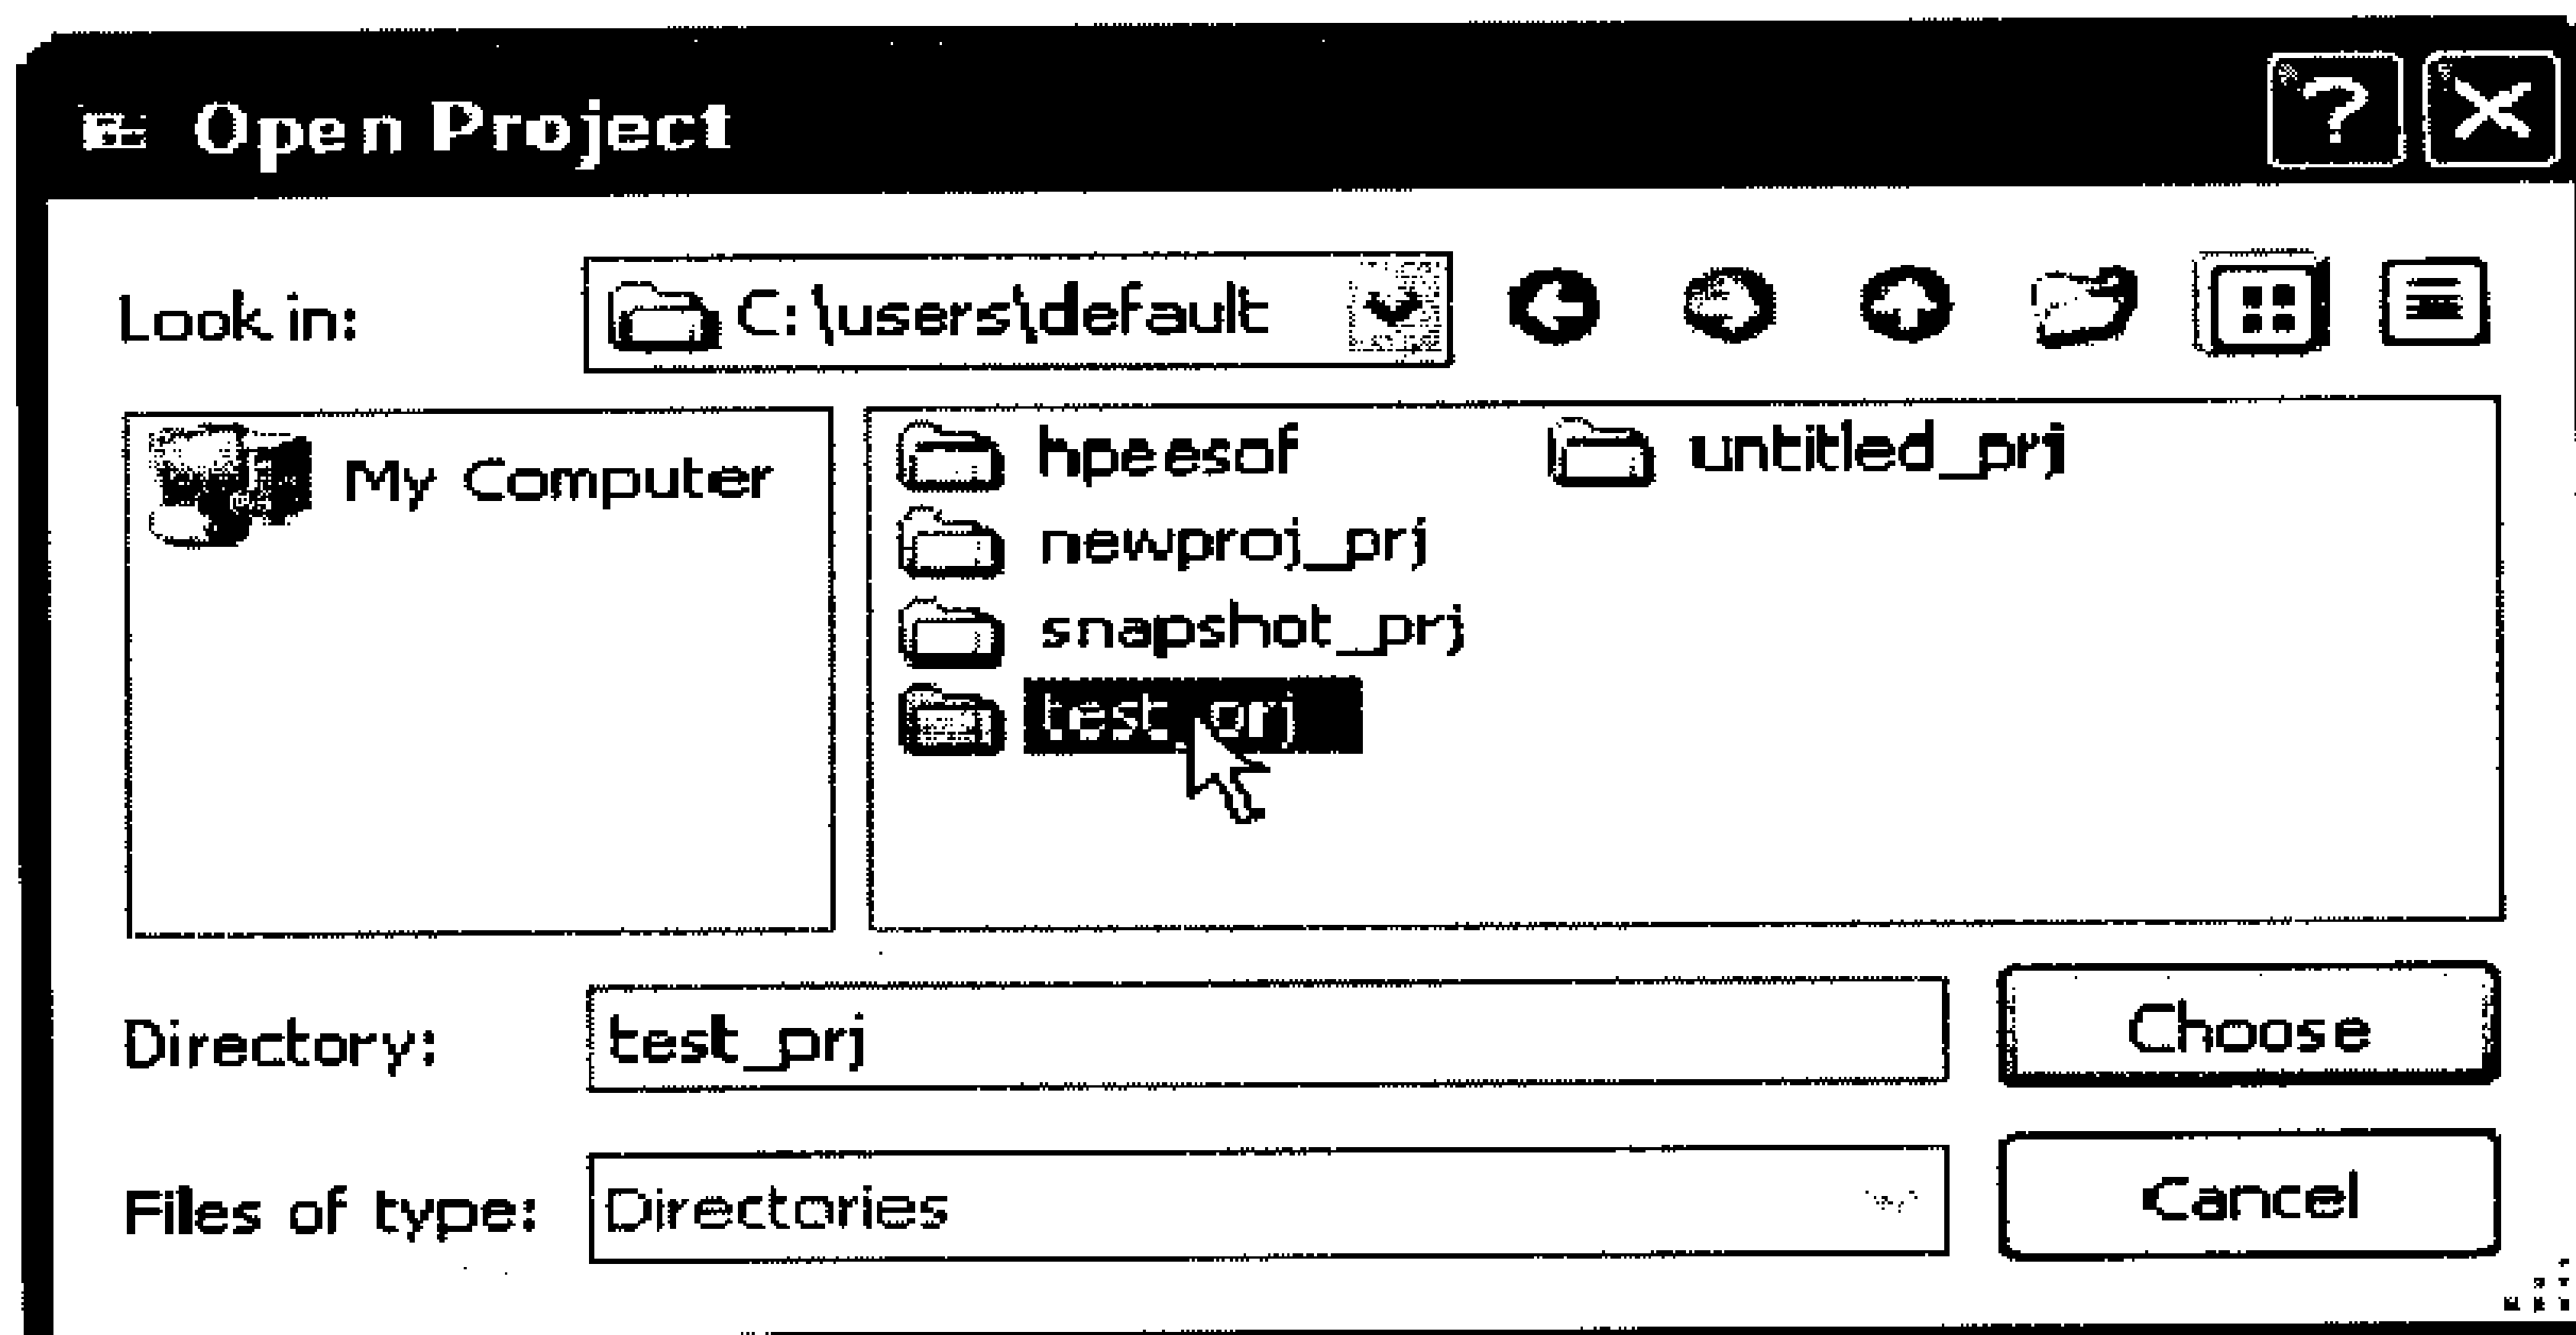 Open Project
Look in: C:\users\default
My Computer
hpeesof
newproj_prj
snapshot_prj
test_prj
untitled_prj
Directory: test_prj
Choose
Files of type: Directories
Cancel